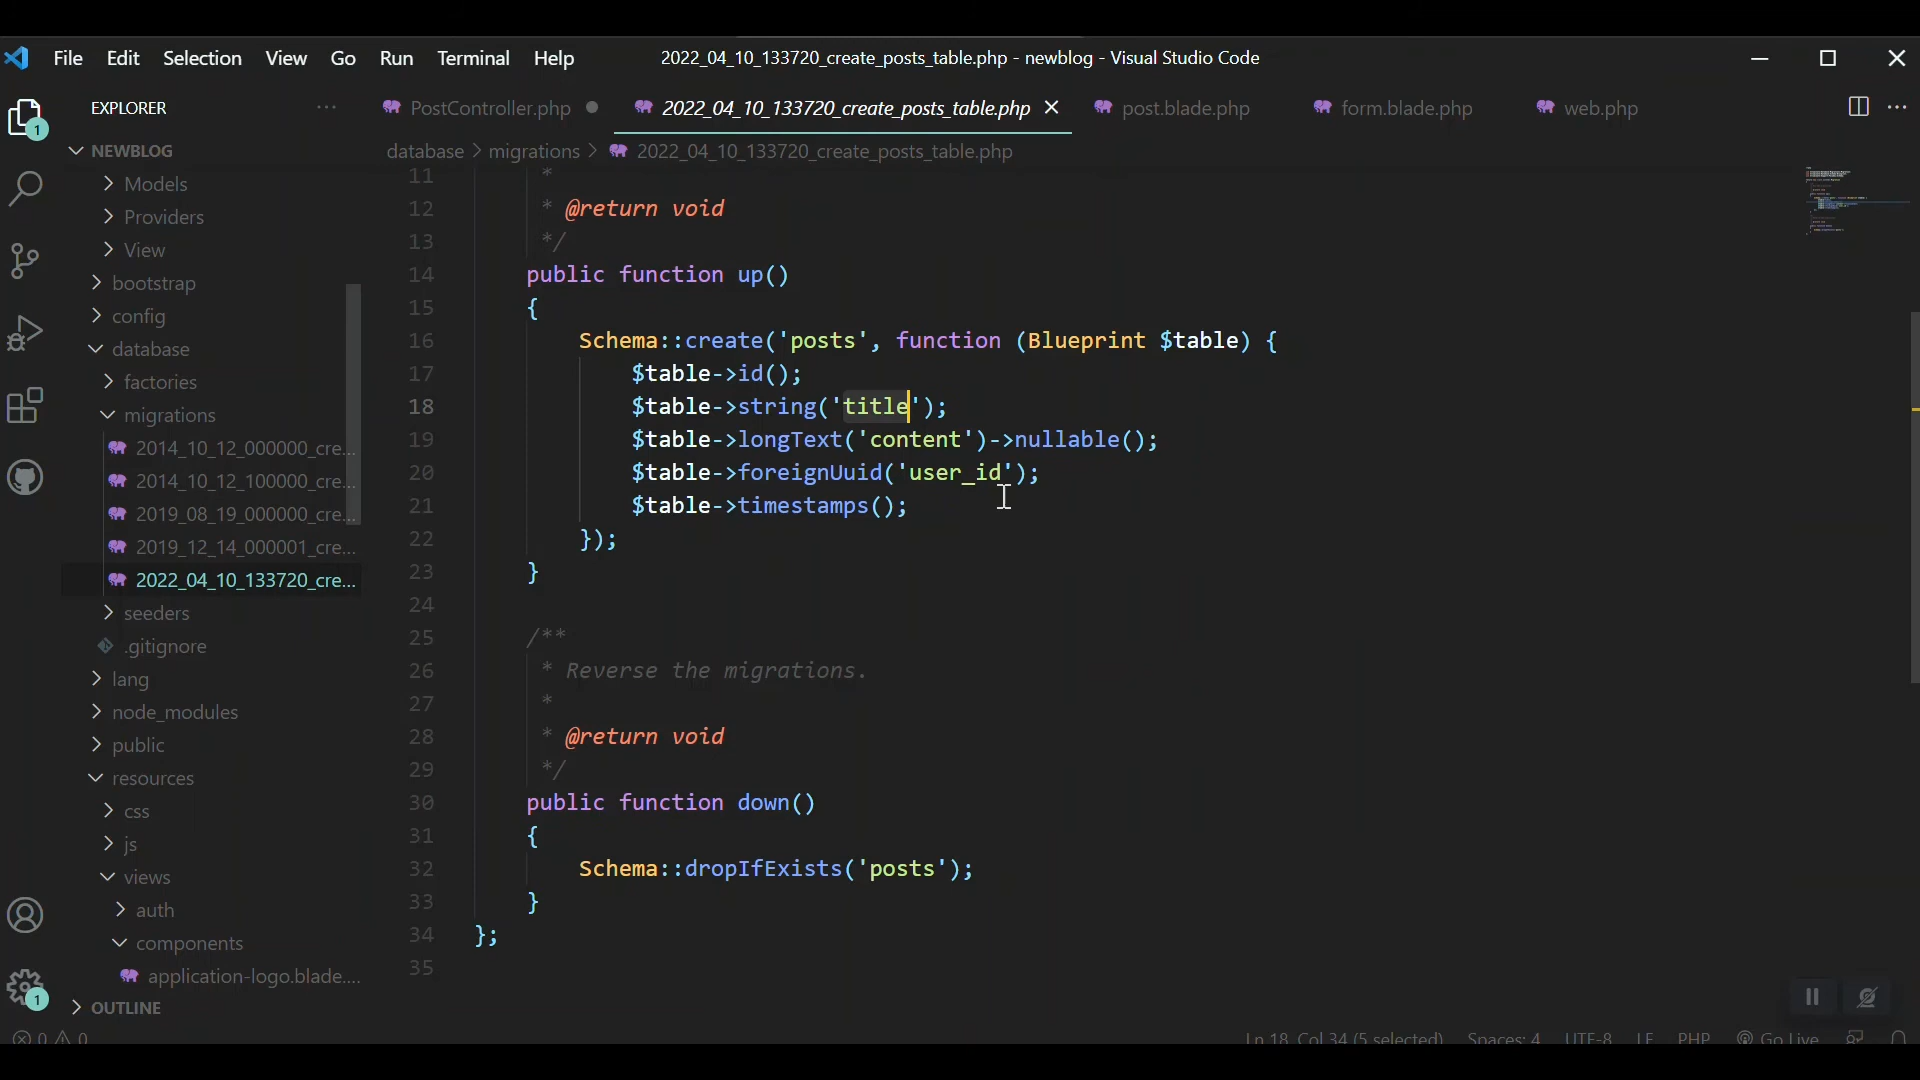 File Edit Selection View Go Run Terminal Help 2022_04_10_133720_create_posts_table.php - newblog - Visual Studio Code
EXPLORER ··· PostController.php 2022_04_10_133720_create_posts_table.php post.blade.php form.blade.php web.php ···
1
NEWBLOG database > migrations > 2022_04_10_133720_create_posts_table.php
Models
Providers
View
bootstrap
config
database
factories
migrations
2014_10_12_000000_cre...
2014_10_12_100000_cre...
2019_08_19_000000_cre...
2019_12_14_000001_cre...
2022_04_10_133720_cre...
seeders
.gitignore
lang
node_modules
public
resources
css
js
views
auth
components
application-logo.blade....
1
OUTLINE
11 *
12 * @return void
13 */
14 public function up()
15 {
16 Schema::create('posts', function (Blueprint $table) {
17 $table->id();
18 $table->string('title');
19 $table->longText('content')->nullable();
20 $table->foreignUuid('user_id');
21 $table->timestamps();
22 });
23 }
24
25 /**
26 * Reverse the migrations.
27 *
28 * @return void
29 */
30 public function down()
31 {
32 Schema::dropIfExists('posts');
33 }
34 };
35
0 0 Ln 18, Col 34 (5 selected) Spaces: 4 UTF-8 LF PHP Go Live